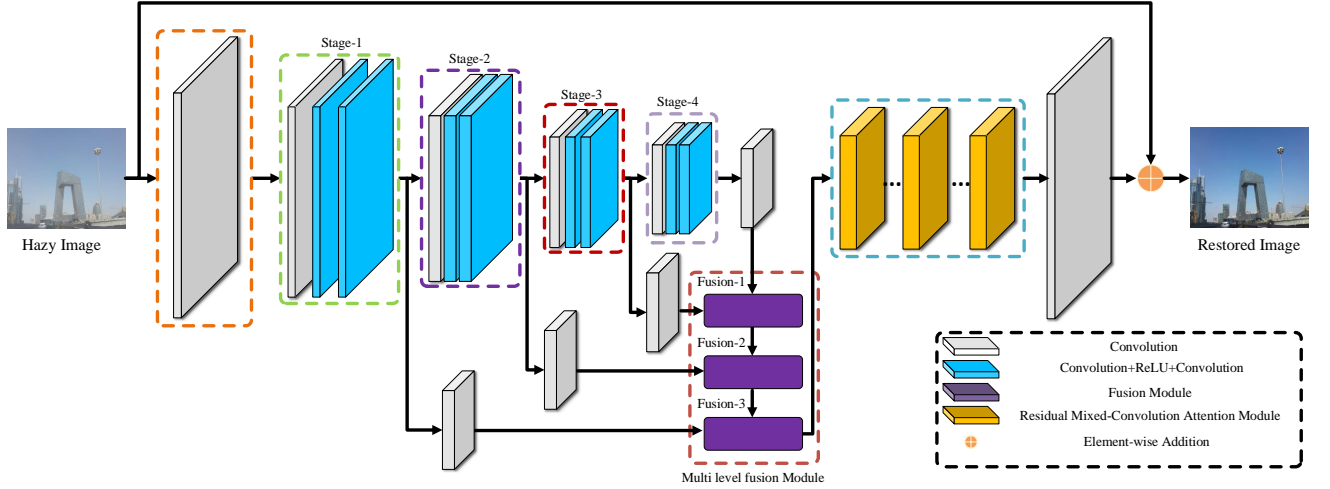 Stage-1
Stage-2
Stage-3
Stage-4
Hazy Image
Restored Image
Fusion-1
Fusion-2
Fusion-3
Multi level fusion Module
Convolution
Convolution+ReLU+Convolution
Fusion Module
Residual Mixed-Convolution Attention Module
Element-wise Addition